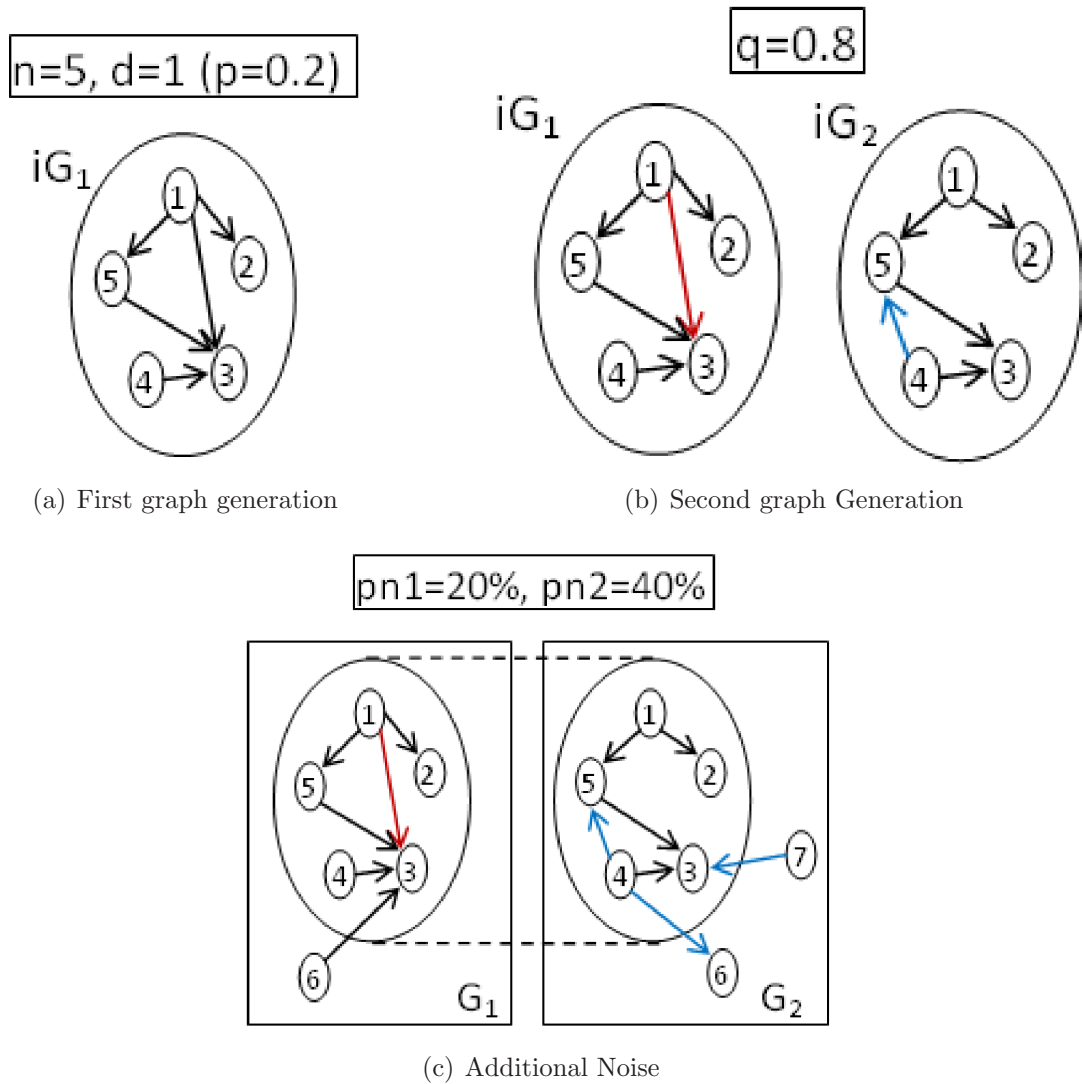 n=5, d=1 (p=0.2)
iG₁
1
5
2
4
3
(a) First graph generation
q=0.8
iG₁
1
5
2
4
3
iG₂
1
5
2
4
3
(b) Second graph Generation
pn1=20%, pn2=40%
1
5
2
4
3
6
G₁
1
5
2
4
3
7
6
G₂
(c) Additional Noise